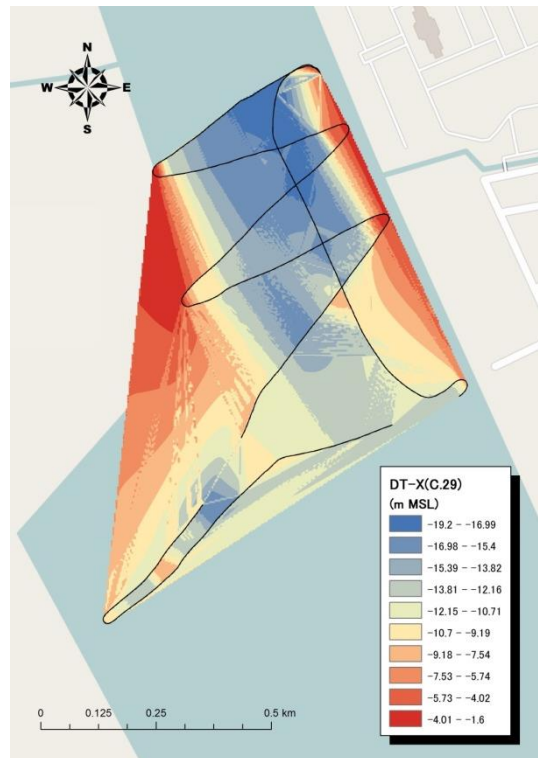 N
W E
S
DT-X(C.29)
(m MSL)
-19.2 - -16.99
-16.98 - -15.4
-15.39 - -13.82
-13.81 - -12.16
-12.15 - -10.71
-10.7 - -9.19
-9.18 - -7.54
-7.53 - -5.74
-5.73 - -4.02
-4.01 - -1.6
0 0.125 0.25 0.5 km